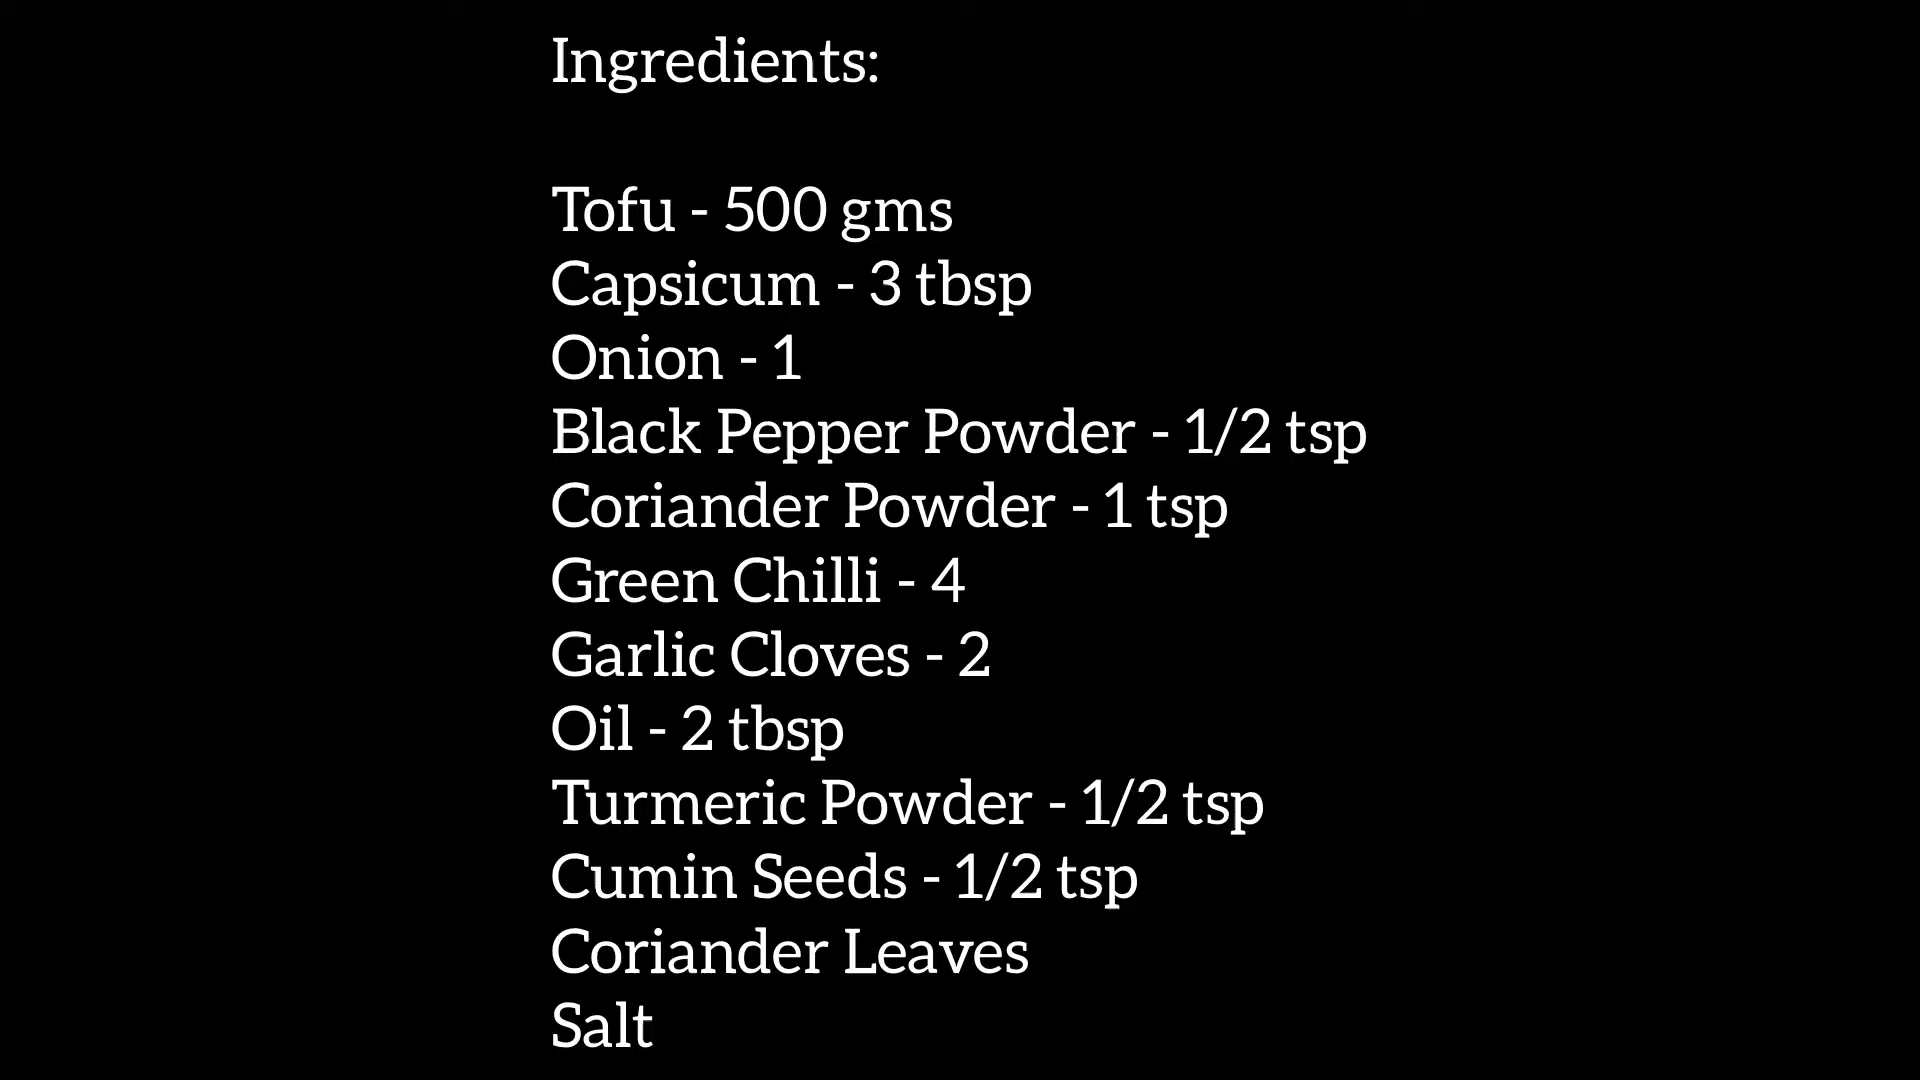 Ingredients:
Tofu - 500 gms
Capsicum - 3 tbsp
Onion - 1
Black Pepper Powder - 1/2 tsp
Coriander Powder - 1 tsp
Green Chilli - 4
Garlic Cloves - 2
Oil - 2 tbsp
Turmeric Powder - 1/2 tsp
Cumin Seeds - 1/2 tsp
Coriander Leaves
Salt